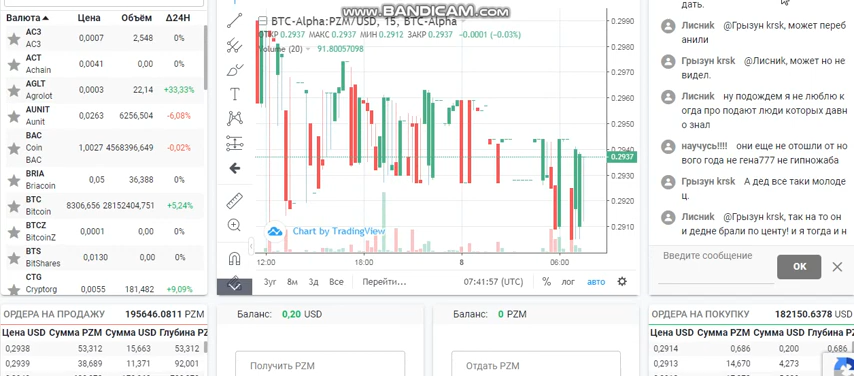 www.BANDICAM.com
Валюта Цена Объём Δ24H
AC3
AC3 0,0007 2,548 0%
ACT
Achain 0,0041 0,00 0%
AGLT
Agrolot 0,0003 22,14 +33,33%
AUNIT
Aunit 0,0263 6256,504 -6,08%
BAC
Coin
BAC 1,0027 4568396,649 -0,02%
BRIA
Briacoin 0,05 36,388 0%
BTC
Bitcoin 8306,656 28152404,751 +5,24%
BTCZ
BitcoinZ 0,0001 0,00 0%
BTS
BitShares 0,0130 0,00 0%
CTG
Cryptorg 0,0055 181,482 +9,09%
BTC-Alpha:PZM/USD, 15, BTC-Alpha
ОТКР 0.2937 МАКС 0.2937 МИН 0.2912 ЗАКР 0.2937 -0.0001 (-0.03%)
Volume (20) 91.80057098
0.2990
0.2980
0.2970
0.2960
0.2950
0.2940
0.2937
0.2930
0.2920
0.2910
Chart by TradingView
12:00 18:00 8 06:00
3уг 8м 3д Все Перейти... 07:41:57 (UTC) % лог авто
дать.
Лисник @Грызун krsk, может переб
анили
Грызун krsk @Лисник, может но не
видел.
Лисник ну подождем я не люблю к
огда про подают люди которых давн
о знал
научусь!!!! они еще не отошли от но
вого года не гена777 не гипножаба
Грызун krsk А дед все таки молоде
ц.
Лисник @Грызун krsk, так на то он
и дедне брали по центу! и я тогда и н
Введите сообщение
OK
ОРДЕРА НА ПРОДАЖУ 195646.0811 PZM
Цена USD Сумма PZM Сумма USD Глубина PZ
0,2938 53,312 15,663 53,312
0,2939 38,689 11,371 92,001
Баланс: 0,20 USD
Получить PZM
Баланс: 0 PZM
Отдать PZM
ОРДЕРА НА ПОКУПКУ 182150.6378 USD
Цена USD Сумма PZM Сумма USD Глубина PZ
0,2914 0,686 0,200 0,686
0,2913 14,670 4,273